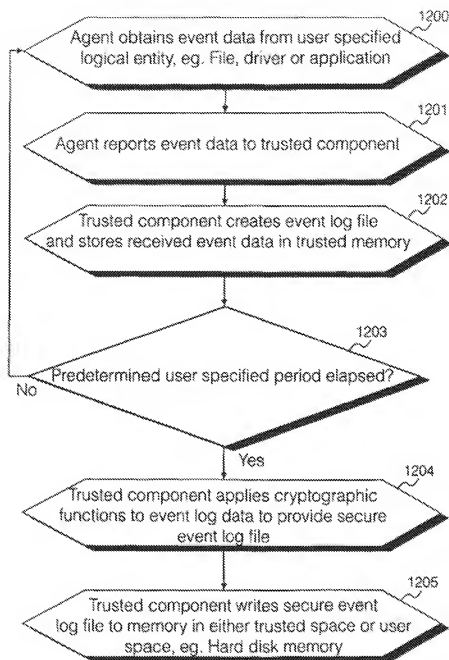 1200
Agent obtains event data from user specified
logical entity, eg. File, driver or application
1201
Agent reports event data to trusted component
1202
Trusted component creates event log file
and stores received event data in trusted memory
1203
Predetermined user specified period elapsed?
No
Yes
1204
Trusted component applies cryptographic
functions to event log data to provide secure
event log file
1205
Trusted component writes secure event
log file to memory in either trusted space or user
space, eg. Hard disk memory